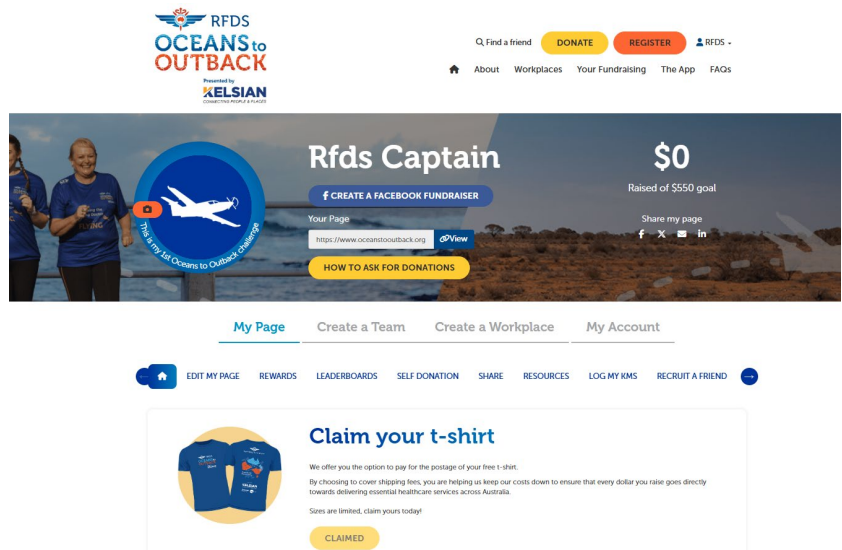 RFDS
OCEANS to
OUTBACK
Presented by
KELSIAN
CONNECTING PEOPLE & PLACES
Find a friend
DONATE
REGISTER
RFDS
About
Workplaces
Your Fundraising
The App
FAQs
FLYING
This is my 1st Oceans to Outback challenge
Rfds Captain
f CREATE A FACEBOOK FUNDRAISER
Your Page
https://www.oceanstooutback.org
View
HOW TO ASK FOR DONATIONS
$0
Raised of $550 goal
Share my page
My Page
Create a Team
Create a Workplace
My Account
EDIT MY PAGE
REWARDS
LEADERBOARDS
SELF DONATION
SHARE
RESOURCES
LOG MY KMS
RECRUIT A FRIEND
OCEANS to
OUTBACK
KELSIAN
Claim your t-shirt
We offer you the option to pay for the postage of your free t-shirt.
By choosing to cover shipping fees, you are helping us keep our costs down to ensure that every dollar you raise goes directly
towards delivering essential healthcare services across Australia.
Sizes are limited, claim yours today!
CLAIMED